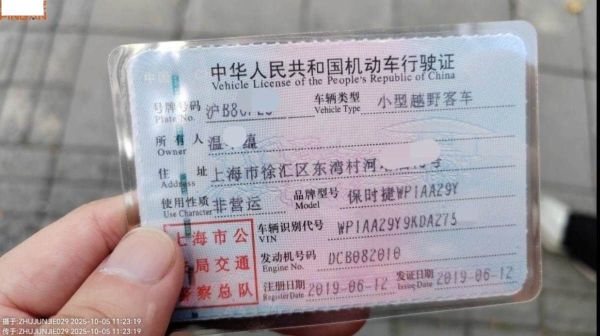 中华人民共和国机动车行驶证
Vehicle License of the People's Republic of China
号牌号码 沪B8 车辆类型 小型越野客车
Plate No. Vehicle Type
所有人 温
Owner
住址 上海市徐汇区东湾村河
Address
使用性质 非营运 品牌型号 保时捷WP1AA29Y
Use Character Model
上海市公 车辆识别代号 WP1AA29Y9KDA275
VIN
局交通 发动机号码 DCB082010
Engine No.
警察总队 注册日期 2019-06-12 发证日期 2019-06-12
Register Date Issue Date
摄于:ZHUJUNJIE029 2025-10-05 11:23:19
传于:ZHUJUNJIE029 2025-10-05 11:23:19